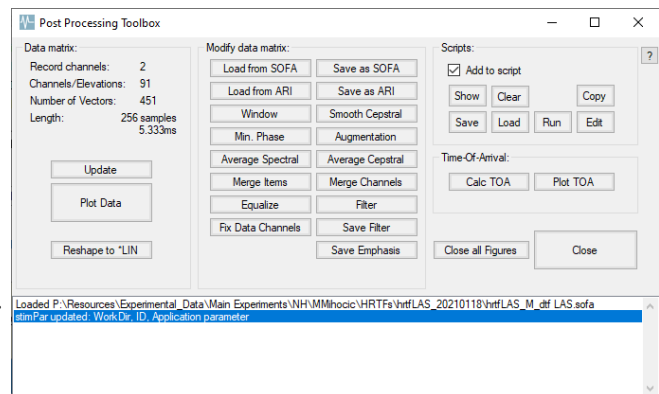 Post Processing Toolbox
Data matrix:
Record channels: 2
Channels/Elevations: 91
Number of Vectors: 451
Length: 256 samples
5.333ms
Update
Plot Data
Reshape to *LIN
Modify data matrix:
Load from SOFA Save as SOFA
Load from ARI Save as ARI
Window Smooth Cepstral
Min. Phase Augmentation
Average Spectral Average Cepstral
Merge Items Merge Channels
Equalize Filter
Fix Data Channels Save Filter
Save Emphasis
Scripts:
?
Add to script
Show Clear Copy
Save Load Run Edit
Time-Of-Arrival:
Calc TOA Plot TOA
Close all Figures Close
Loaded P:\Resources\Experimental_Data\Main Experiments\NH\MMihocic\HRTFs\hrtfLAS_20210118\hrtfLAS_M_dtf LAS.sofa
stimPar updated: WorkDir, ID, Application parameter